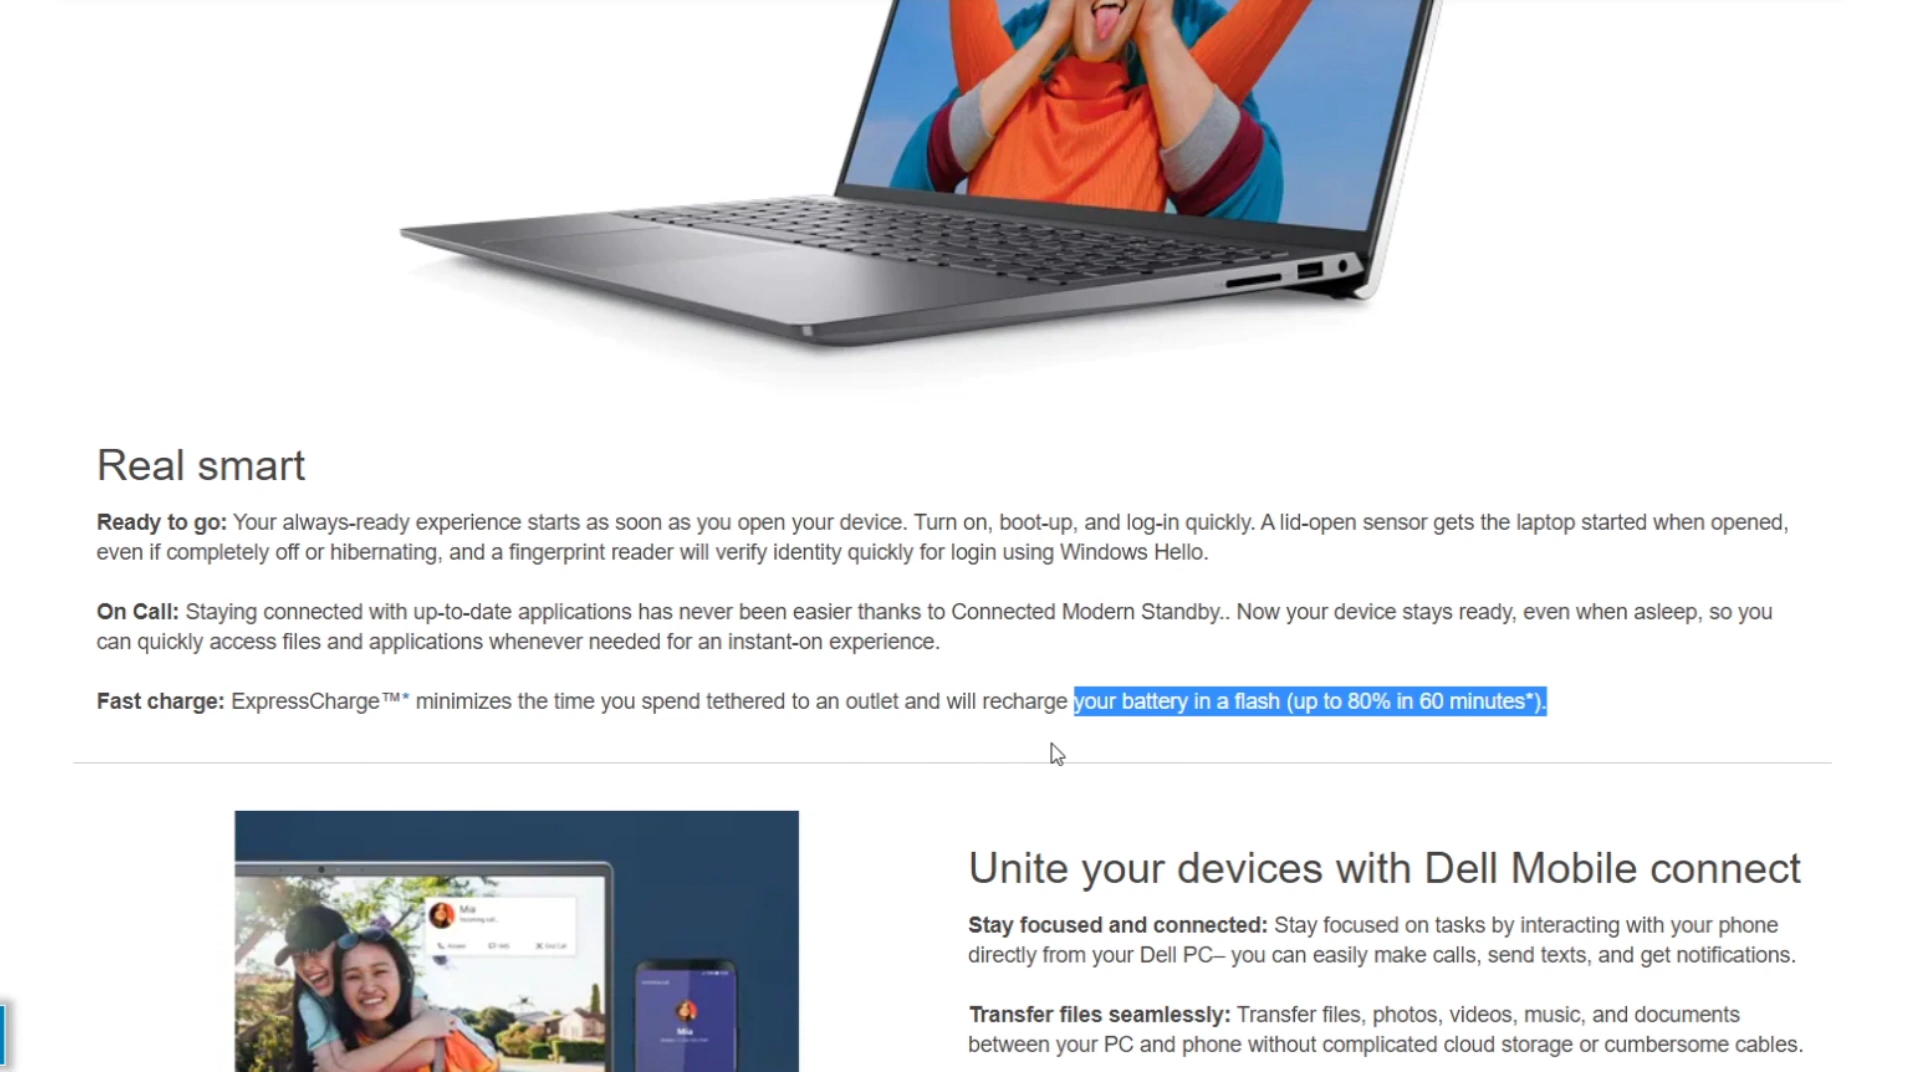 Real smart
Ready to go: Your always-ready experience starts as soon as you open your device. Turn on, boot-up, and log-in quickly. A lid-open sensor gets the laptop started when opened,
even if completely off or hibernating, and a fingerprint reader will verify identity quickly for login using Windows Hello.
On Call: Staying connected with up-to-date applications has never been easier thanks to Connected Modern Standby.. Now your device stays ready, even when asleep, so you
can quickly access files and applications whenever needed for an instant-on experience.
Fast charge: ExpressCharge™* minimizes the time you spend tethered to an outlet and will recharge your battery in a flash (up to 80% in 60 minutes*).
Mia
Mia
Unite your devices with Dell Mobile connect
Stay focused and connected: Stay focused on tasks by interacting with your phone
directly from your Dell PC– you can easily make calls, send texts, and get notifications.
Transfer files seamlessly: Transfer files, photos, videos, music, and documents
between your PC and phone without complicated cloud storage or cumbersome cables.